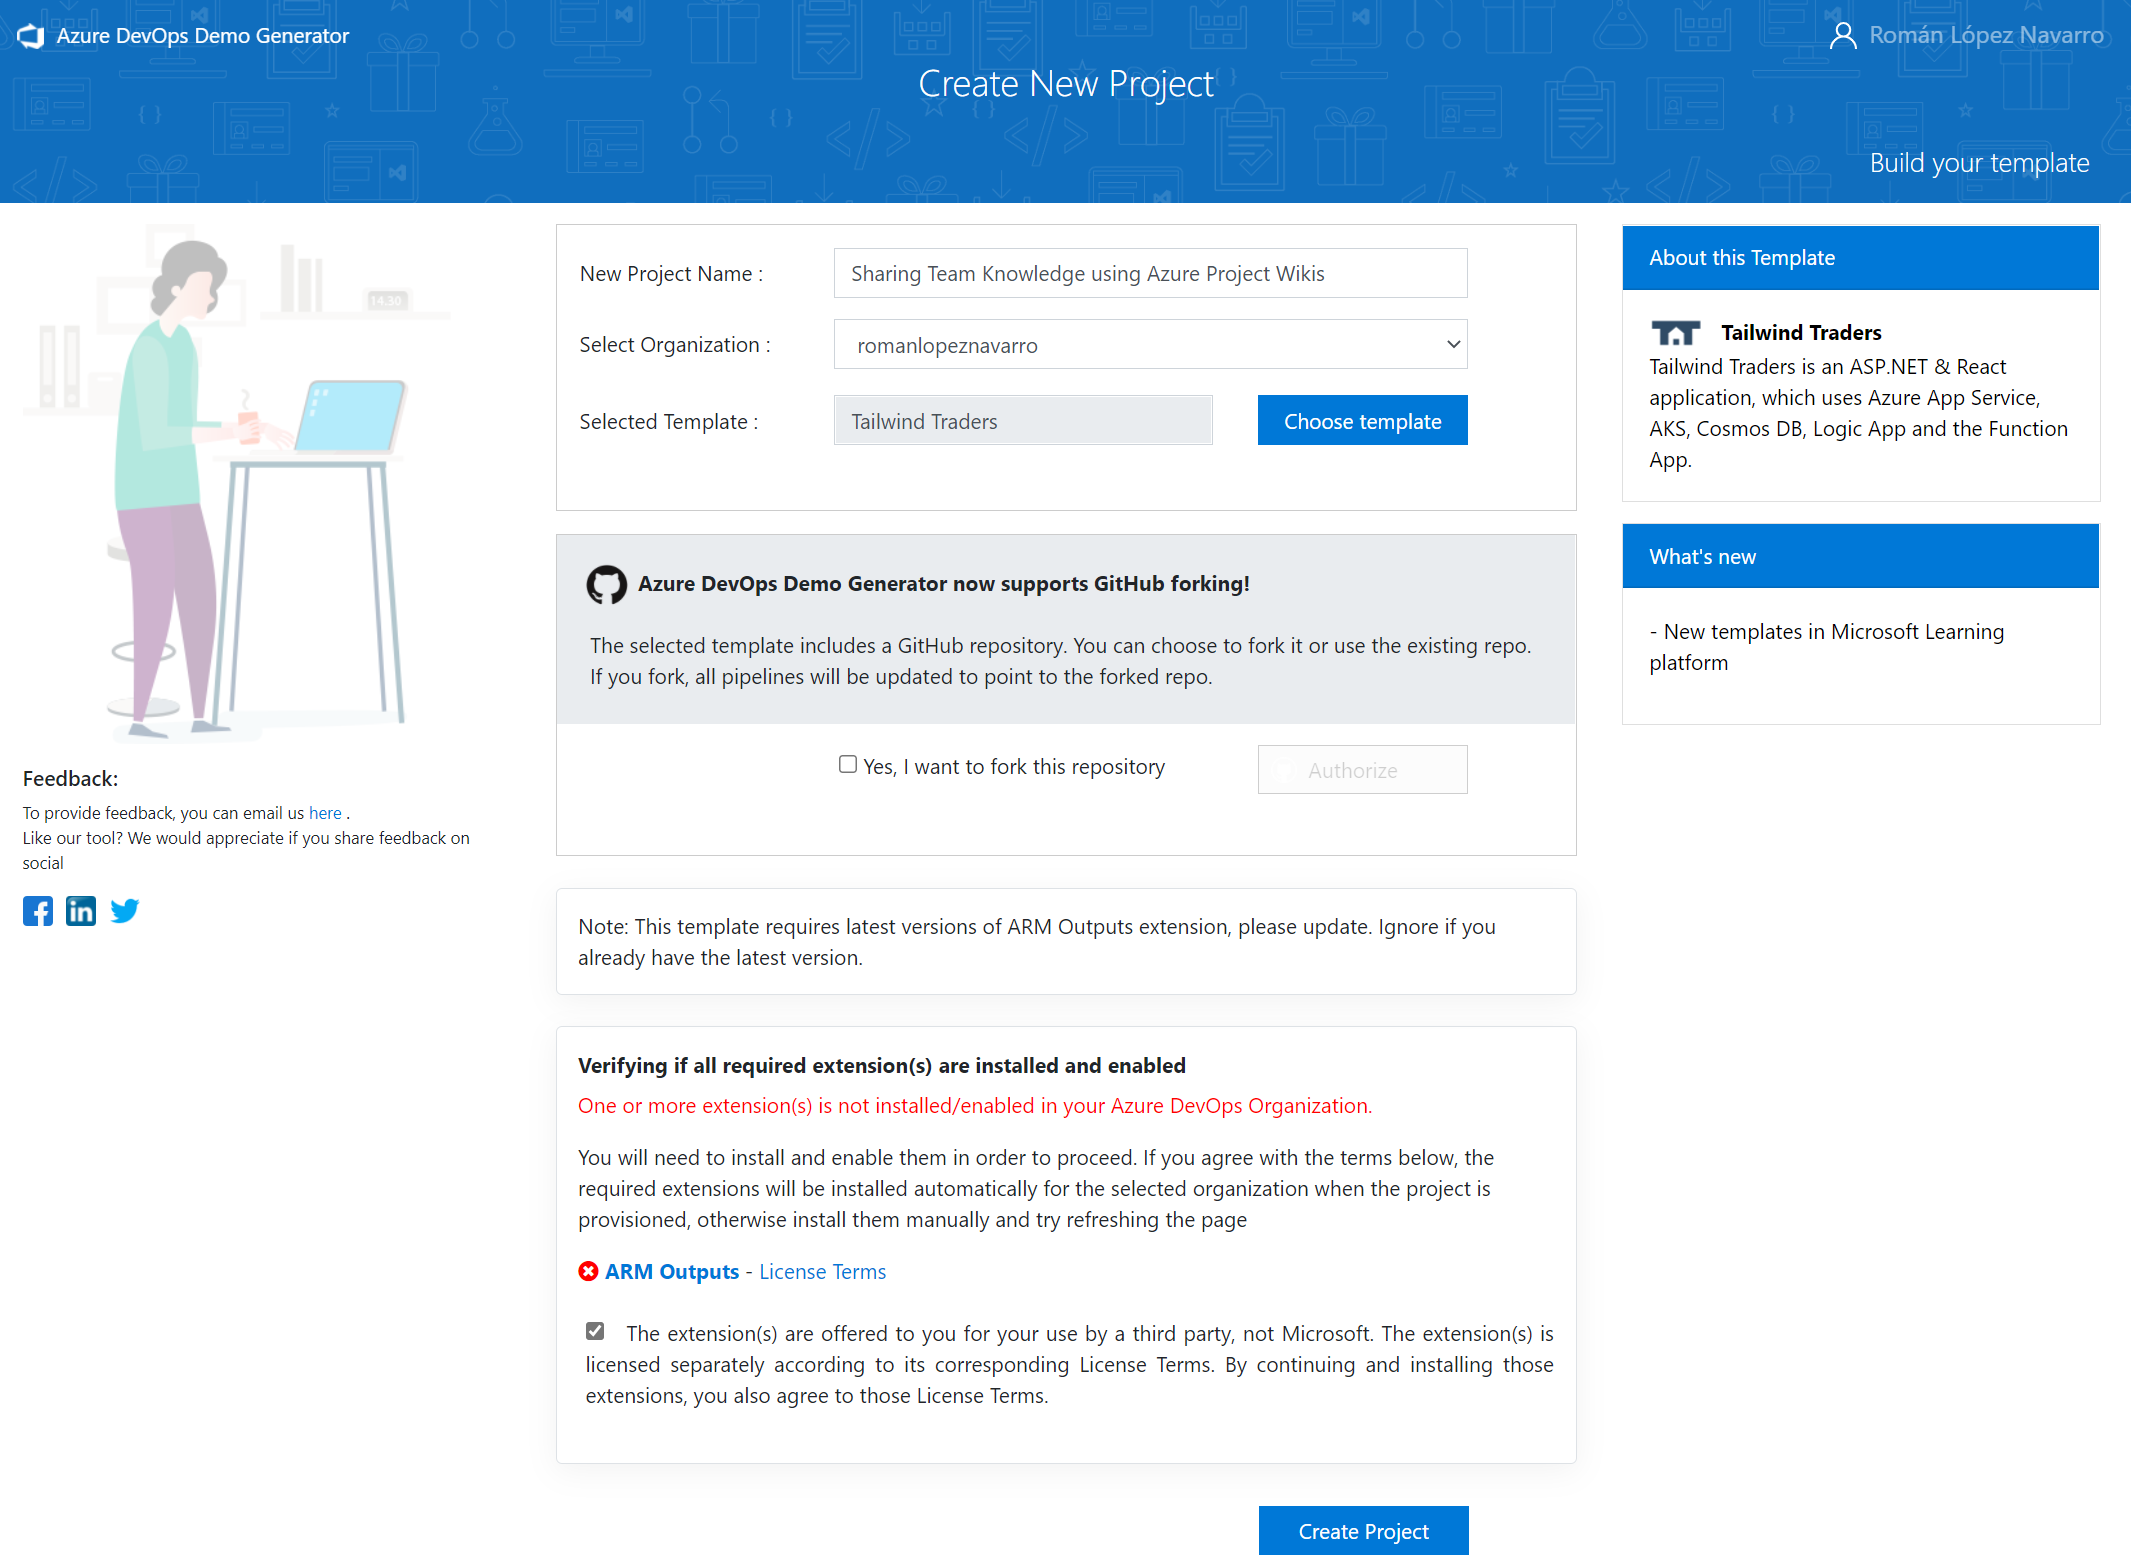 Azure DevOps Demo Generator
Román López Navarro
Create New Project
Build your template
14.30
Feedback:
To provide feedback, you can email us here .
Like our tool? We would appreciate if you share feedback on
social
New Project Name :
Sharing Team Knowledge using Azure Project Wikis
Select Organization :
romanlopeznavarro
Selected Template :
Tailwind Traders
Choose template
Azure DevOps Demo Generator now supports GitHub forking!
The selected template includes a GitHub repository. You can choose to fork it or use the existing repo.
If you fork, all pipelines will be updated to point to the forked repo.
Yes, I want to fork this repository
Authorize
Note: This template requires latest versions of ARM Outputs extension, please update. Ignore if you
already have the latest version.
Verifying if all required extension(s) are installed and enabled
One or more extension(s) is not installed/enabled in your Azure DevOps Organization.
You will need to install and enable them in order to proceed. If you agree with the terms below, the
required extensions will be installed automatically for the selected organization when the project is
provisioned, otherwise install them manually and try refreshing the page
ARM Outputs - License Terms
The extension(s) are offered to you for your use by a third party, not Microsoft. The extension(s) is
licensed separately according to its corresponding License Terms. By continuing and installing those
extensions, you also agree to those License Terms.
Create Project
About this Template
Tailwind Traders
Tailwind Traders is an ASP.NET & React
application, which uses Azure App Service,
AKS, Cosmos DB, Logic App and the Function
App.
What's new
- New templates in Microsoft Learning
platform